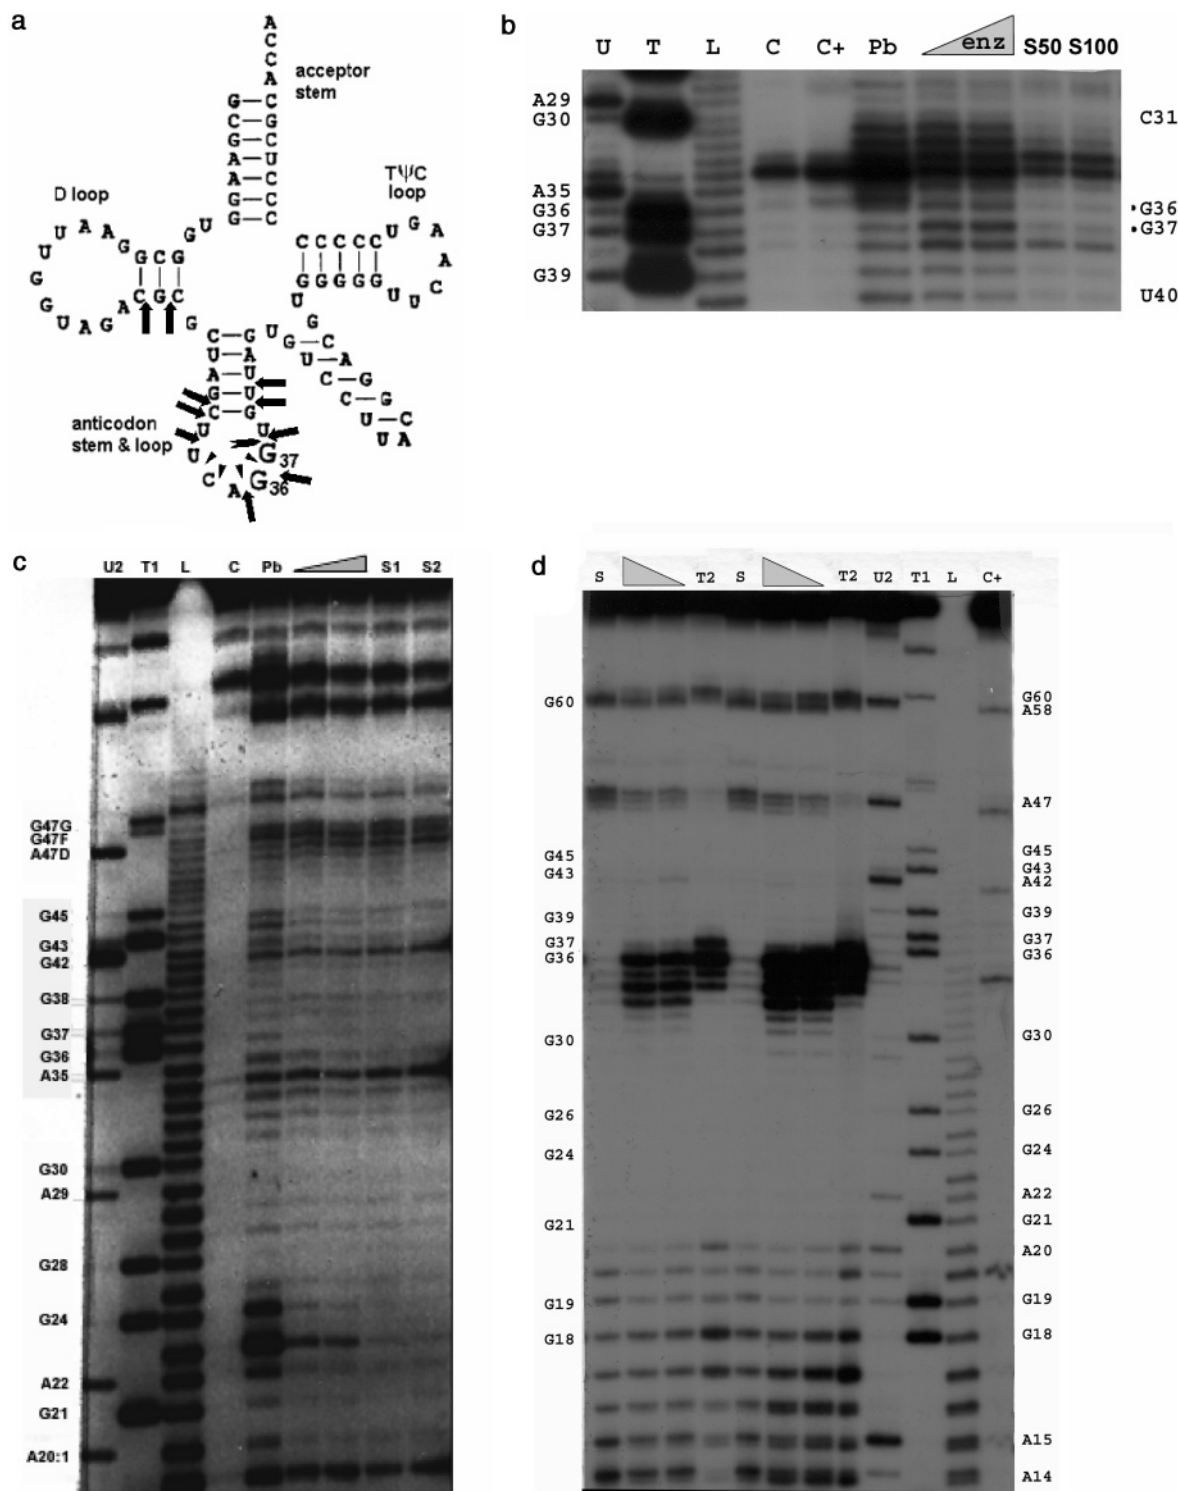 a
A
C
C
A
acceptor
stem
G C
C G
G C
A U
A U
G C
G C
C
D loop
TΨC
loop
U U A A G G C G G U
G G U A G A C G C G
C C C C C U G A A C U U G G G G G U
C G
U A
A U
G U
C G
U U
U G 37
C A G 36
U G U G C A G G C A
U C C U U
anticodon
stem & loop
b
U T L C C+ Pb enz S50 S100
A29
G30
A35
G36
G37
G39
C31
G36
G37
U40
c
U2 T1 L C Pb S1 S2
G47G
G47F
A47D
G45
G43
G42
G38
G37
G36
A35
G30
A29
G28
G24
A22
G21
A20:1
d
S T2 S T2 U2 T1 L C+
G60
G45
G43
G39
G37
G36
G30
G26
G24
G21
G19
G18
G60
A58
A47
G45
G43
A42
G39
G37
G36
G30
G26
G24
A22
G21
A20
G19
G18
A15
A14